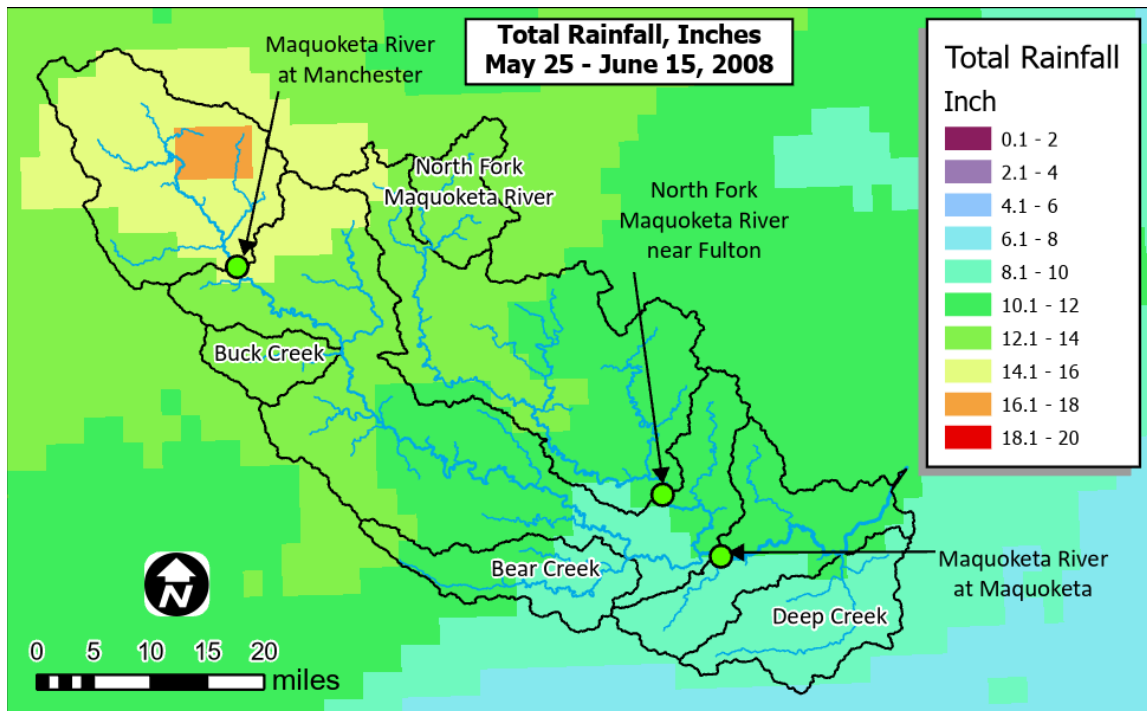 Total Rainfall, Inches
May 25 - June 15, 2008
Maquoketa River
at Manchester
North Fork
Maquoketa River
North Fork
Maquoketa River
near Fulton
Buck Creek
Bear Creek
Deep Creek
Maquoketa River
at Maquoketa
N
0 5 10 15 20
miles
Total Rainfall
Inch
0.1 - 2
2.1 - 4
4.1 - 6
6.1 - 8
8.1 - 10
10.1 - 12
12.1 - 14
14.1 - 16
16.1 - 18
18.1 - 20